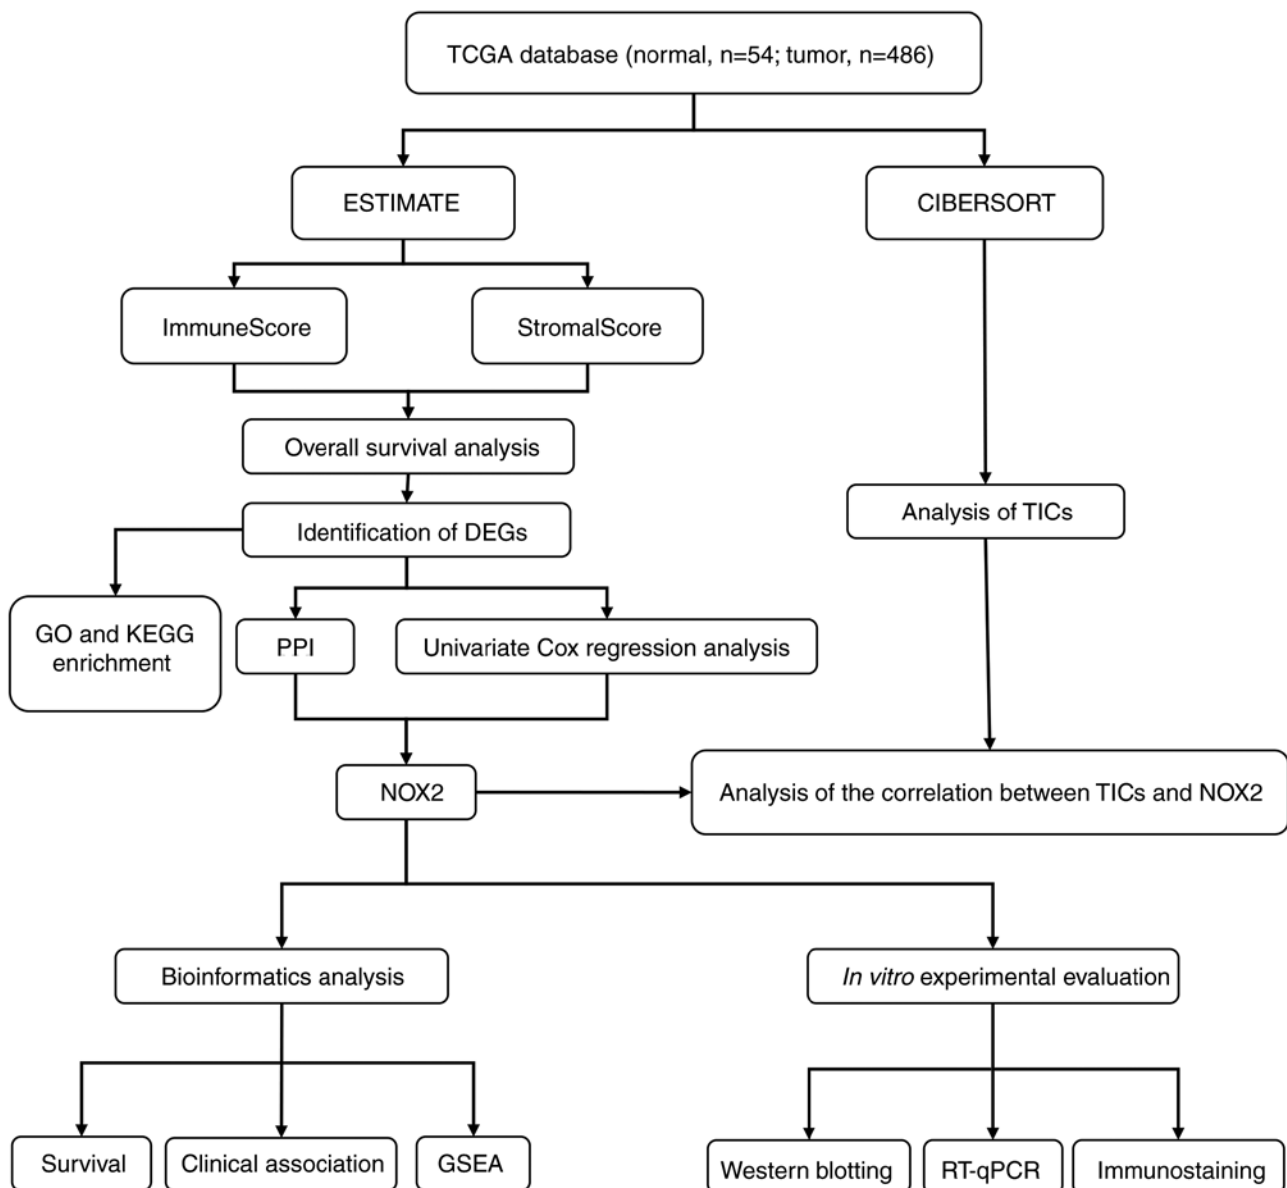 TCGA database (normal, n=54; tumor, n=486)
ESTIMATE
CIBERSORT
ImmuneScore
StromalScore
Overall survival analysis
Identification of DEGs
Analysis of TICs
GO and KEGG
enrichment
PPI
Univariate Cox regression analysis
NOX2
Analysis of the correlation between TICs and NOX2
Bioinformatics analysis
In vitro experimental evaluation
Survival
Clinical association
GSEA
Western blotting
RT-qPCR
Immunostaining